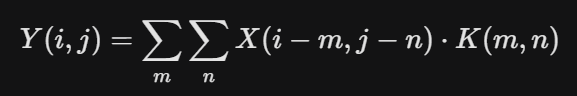 Y(i, j) = ∑_m ∑_n X(i − m, j − n) · K(m, n)